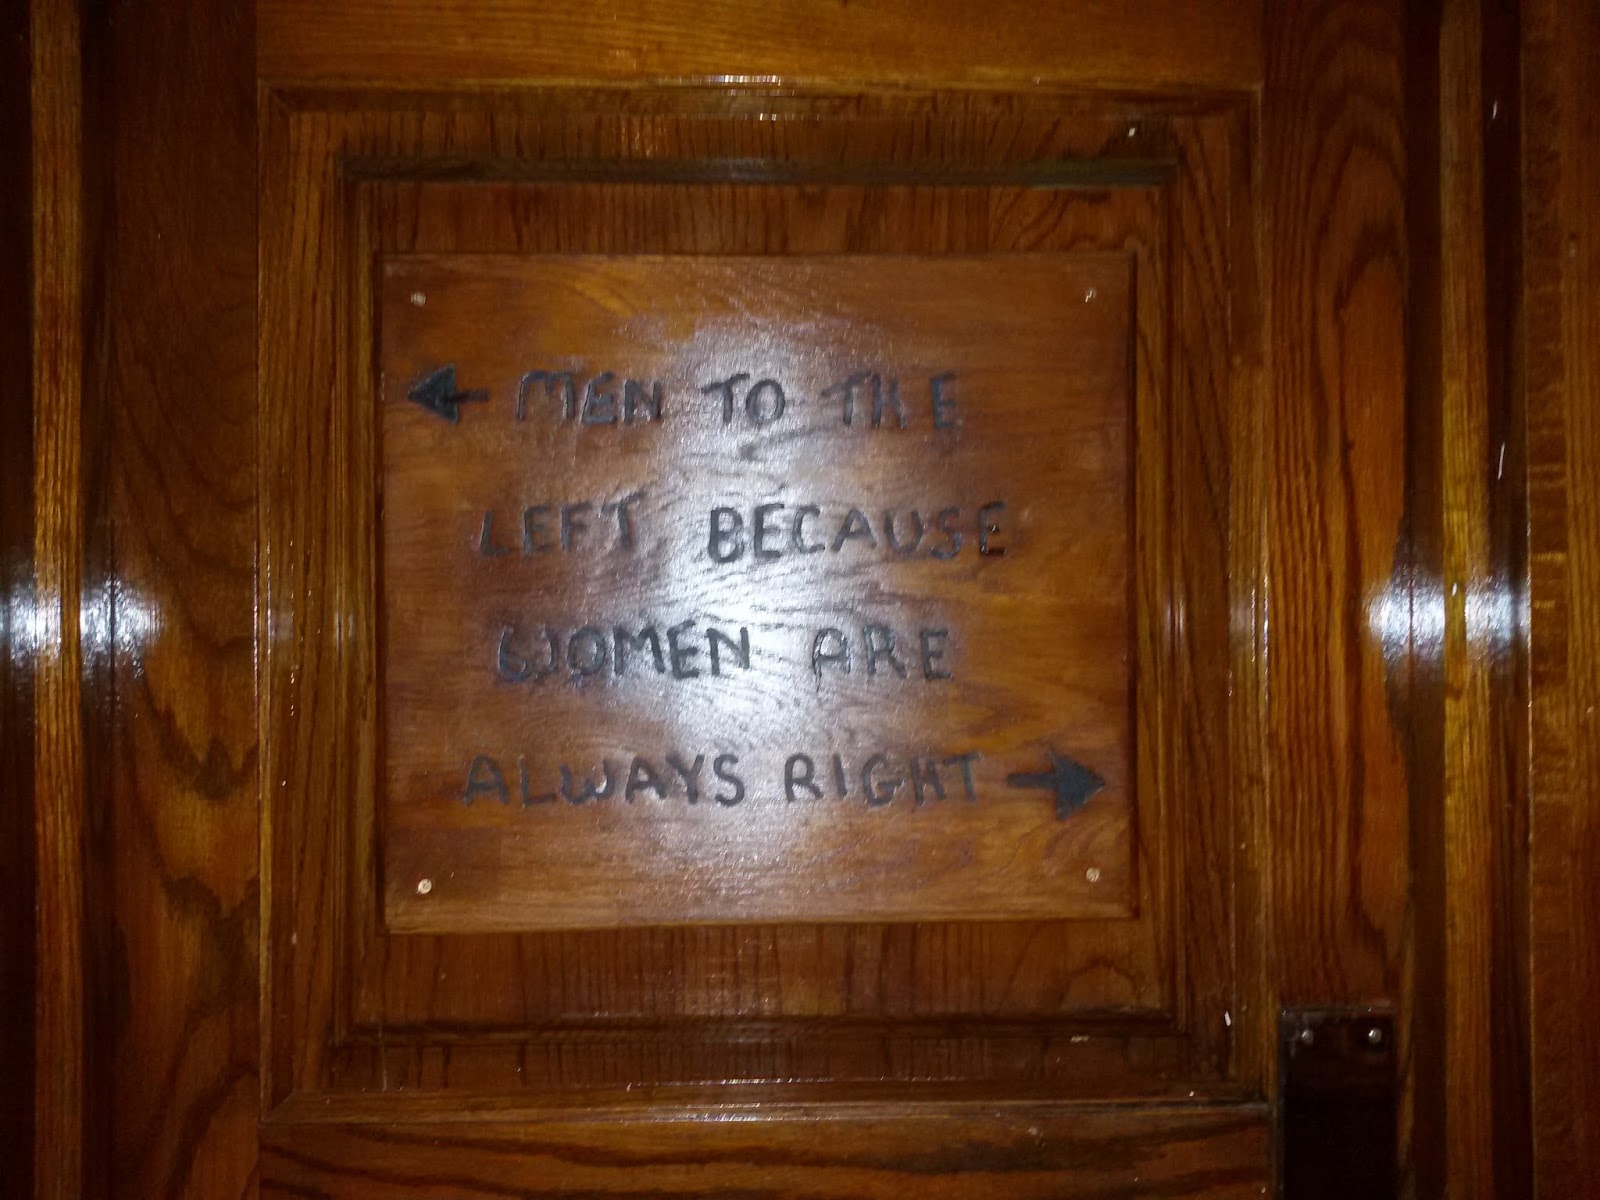 ← MEN TO THE
LEFT BECAUSE
WOMEN ARE
ALWAYS RIGHT →